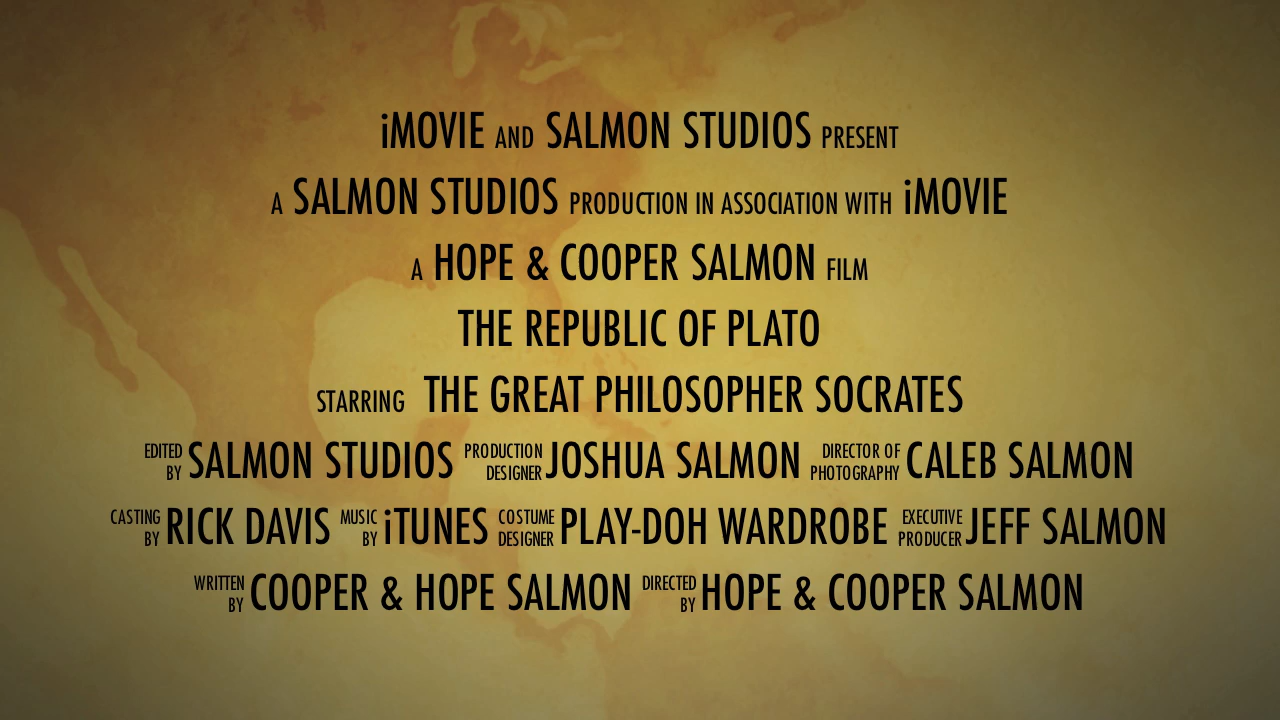 iMOVIE AND SALMON STUDIOS PRESENT
A SALMON STUDIOS PRODUCTION IN ASSOCIATION WITH iMOVIE
A HOPE & COOPER SALMON FILM
THE REPUBLIC OF PLATO
STARRING THE GREAT PHILOSOPHER SOCRATES
EDITED BY SALMON STUDIOS PRODUCTION DESIGNER JOSHUA SALMON DIRECTOR OF PHOTOGRAPHY CALEB SALMON
CASTING BY RICK DAVIS MUSIC BY iTUNES COSTUME DESIGNER PLAY-DOH WARDROBE EXECUTIVE PRODUCER JEFF SALMON
WRITTEN BY COOPER & HOPE SALMON DIRECTED BY HOPE & COOPER SALMON